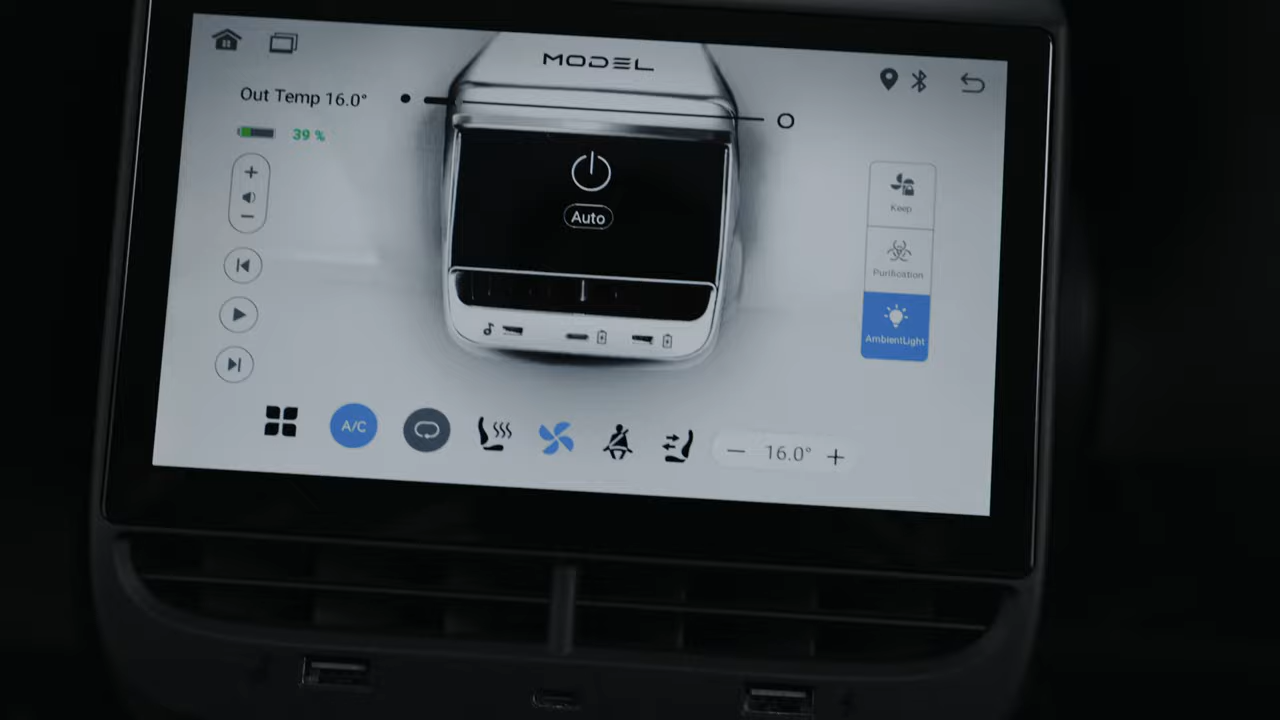 MODEL
Out Temp 16.0°
39 %
Auto
Keep
Purification
AmbientLight
A/C
− 16.0° +